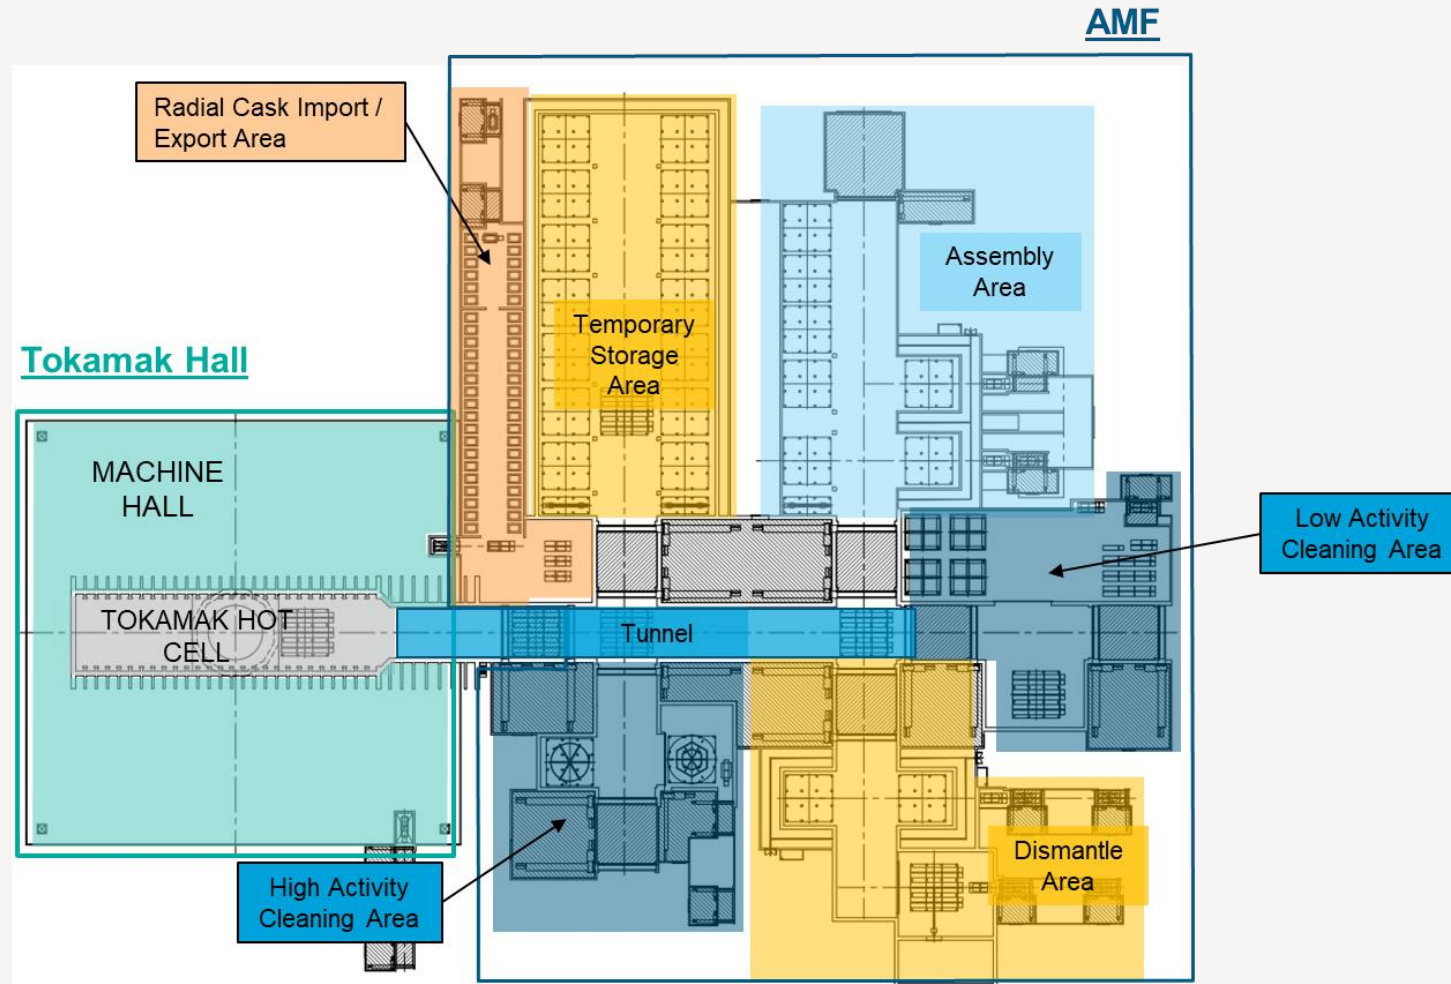 AMF
Radial Cask Import /
Export Area
Assembly
Area
Temporary
Storage
Area
Tokamak Hall
MACHINE
HALL
Low Activity
Cleaning Area
TOKAMAK HOT
CELL
Tunnel
Dismantle
Area
High Activity
Cleaning Area